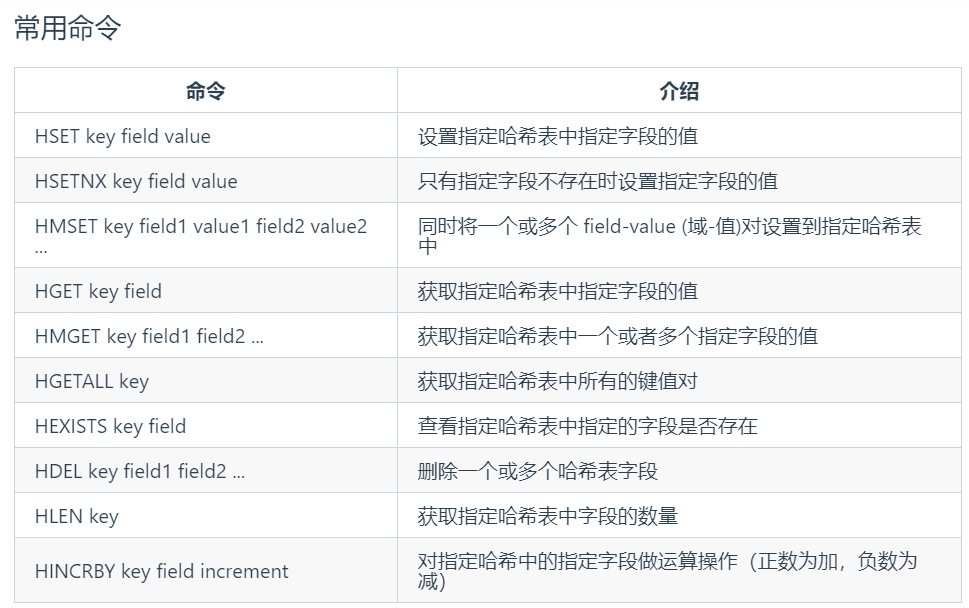 常用命令
命令 介绍
HSET key field value 设置指定哈希表中指定字段的值
HSETNX key field value 只有指定字段不存在时设置指定字段的值
HMSET key field1 value1 field2 value2 同时将一个或多个 field-value (域-值)对设置到指定哈希表
... 中
HGET key field 获取指定哈希表中指定字段的值
HMGET key field1 field2 ... 获取指定哈希表中一个或者多个指定字段的值
HGETALL key 获取指定哈希表中所有的键值对
HEXISTS key field 查看指定哈希表中指定的字段是否存在
HDEL key field1 field2 ... 删除一个或多个哈希表字段
HLEN key 获取指定哈希表中字段的数量
HINCRBY key field increment 对指定哈希中的指定字段做运算操作（正数为加，负数为
减）